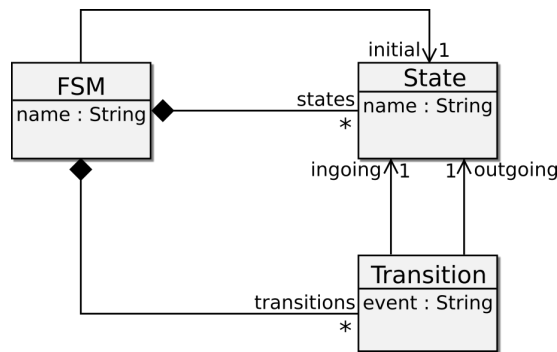 initial 1
FSM
name : String
states
*
State
name : String
ingoing 1
1 outgoing
transitions
*
Transition
event : String